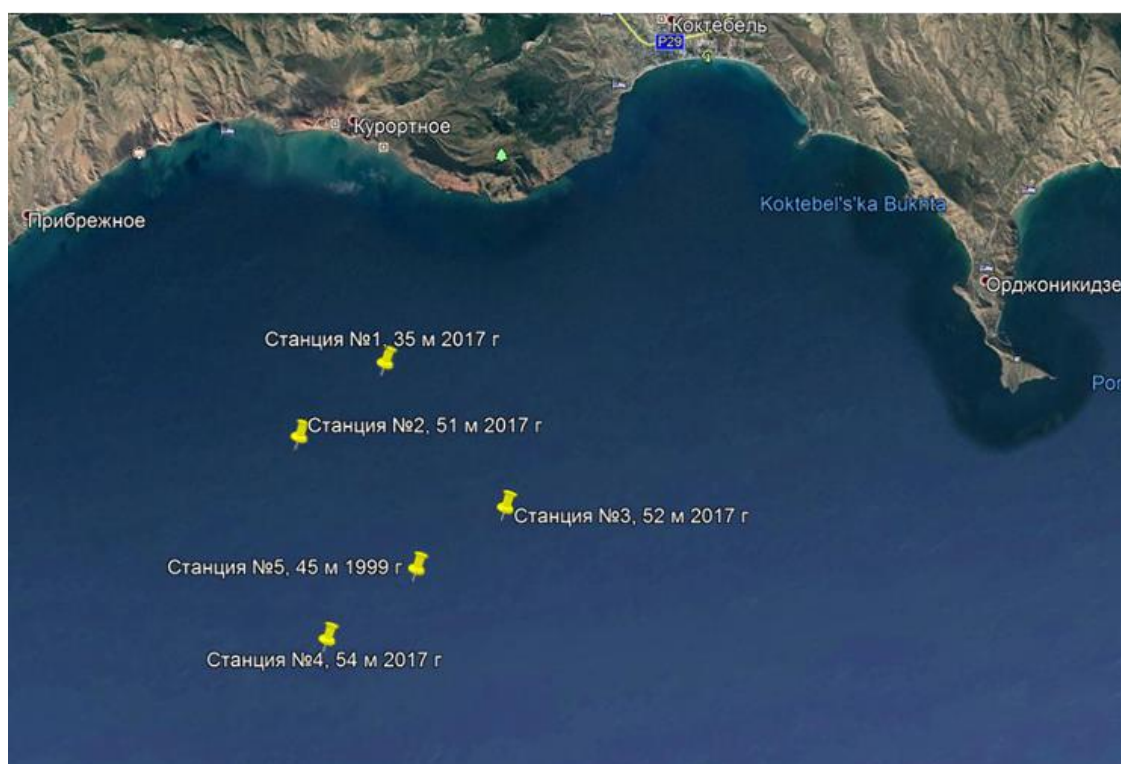 Коктебель
P29
Курортное
Koktebel's'ka Bukhta
Прибрежное
Орджоникидзе
Станция №1, 35 м 2017 г
Por
Станция №2, 51 м 2017 г
Станция №3, 52 м 2017 г
Станция №5, 45 м 1999 г
Станция №4, 54 м 2017 г